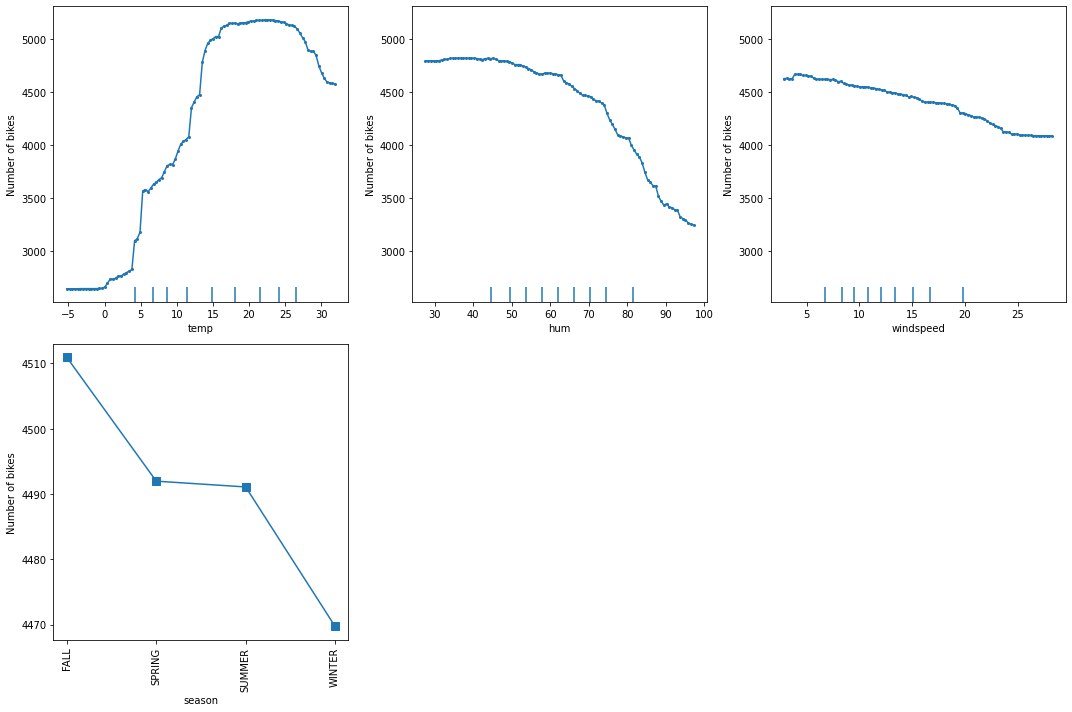 5000
4500
4000
3500
3000
Number of bikes
−5 0 5 10 15 20 25 30
temp
5000
4500
4000
3500
3000
Number of bikes
30 40 50 60 70 80 90 100
hum
5000
4500
4000
3500
3000
Number of bikes
5 10 15 20 25
windspeed
4510
4500
4490
4480
4470
Number of bikes
FALL SPRING SUMMER WINTER
season